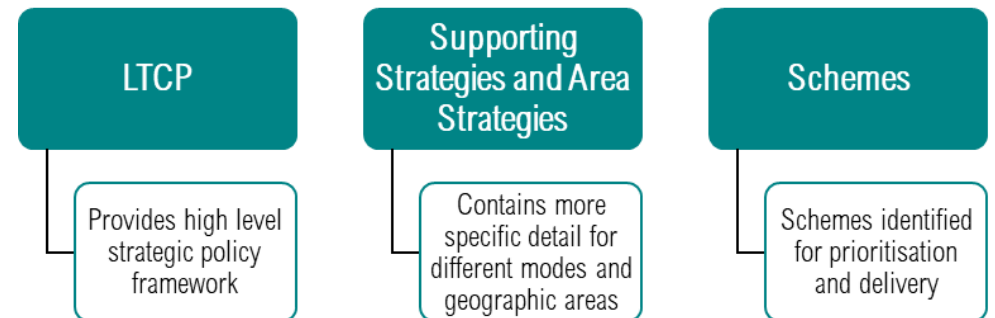 LTCP
Provides high level
strategic policy
framework
Supporting
Strategies and Area
Strategies
Contains more
specific detail for
different modes and
geographic areas
Schemes
Schemes identified
for prioritisation
and delivery